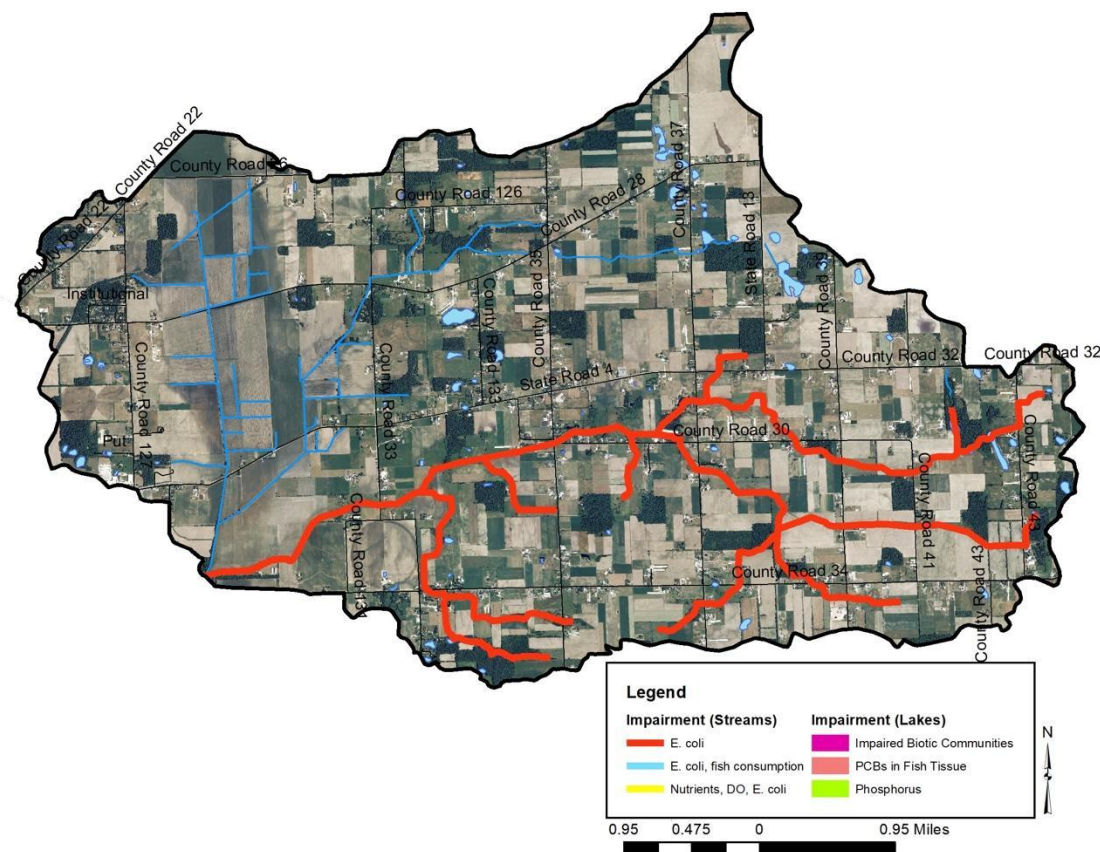 County Road 22
County Road 26
County Road 126
County Road 28
County Road 37
State Road 13
County Road 39
County Road 22
Institutional
County Road 35
County Road 133
State Road 4
County Road 32
County Road 32
County Road 127
County Road 33
County Road 30
County Road 41
County Road 43
County Road 34
County Road 43
Legend
Impairment (Streams)
E. coli
E. coli, fish consumption
Nutrients, DO, E. coli
Impairment (Lakes)
Impaired Biotic Communities
PCBs in Fish Tissue
Phosphorus
N
0.95 0.475 0 0.95 Miles